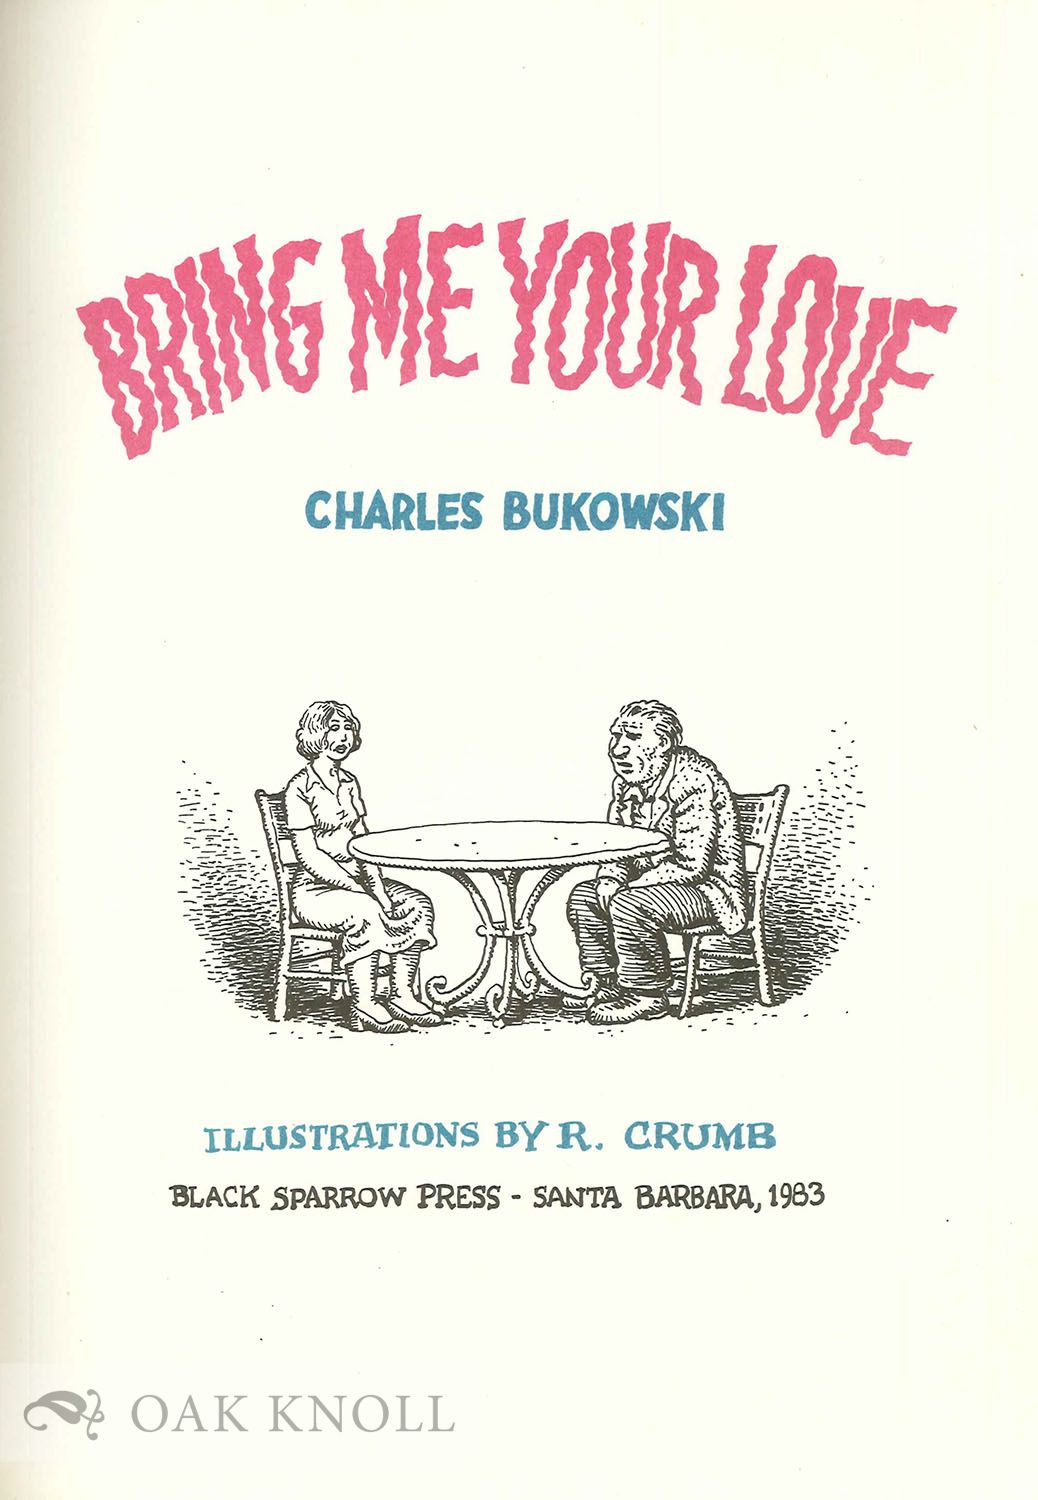 BRING ME YOUR LOVE
CHARLES BUKOWSKI
ILLUSTRATIONS BY R. CRUMB
BLACK SPARROW PRESS - SANTA BARBARA, 1983
OAK KNOLL